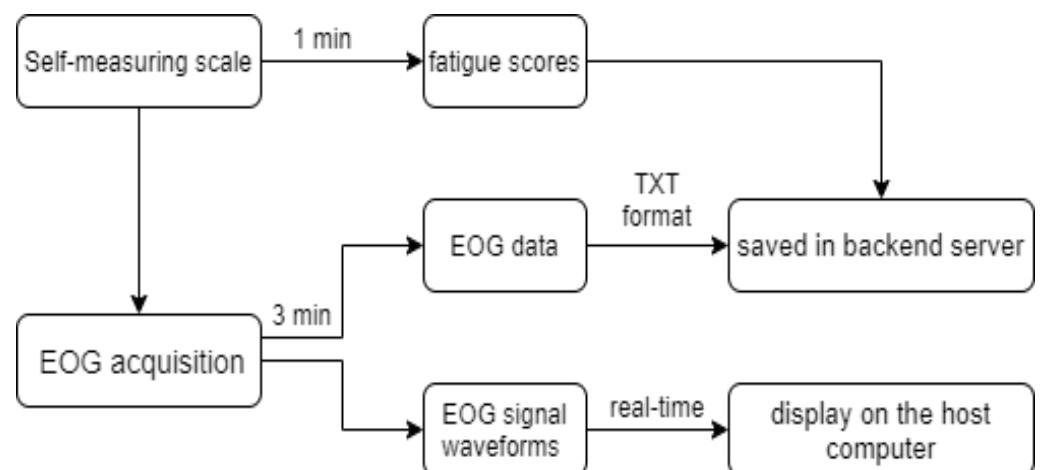 Self-measuring scale
1 min
fatigue scores
TXT
format
EOG data
saved in backend server
3 min
EOG acquisition
EOG signal
waveforms
real-time
display on the host
computer